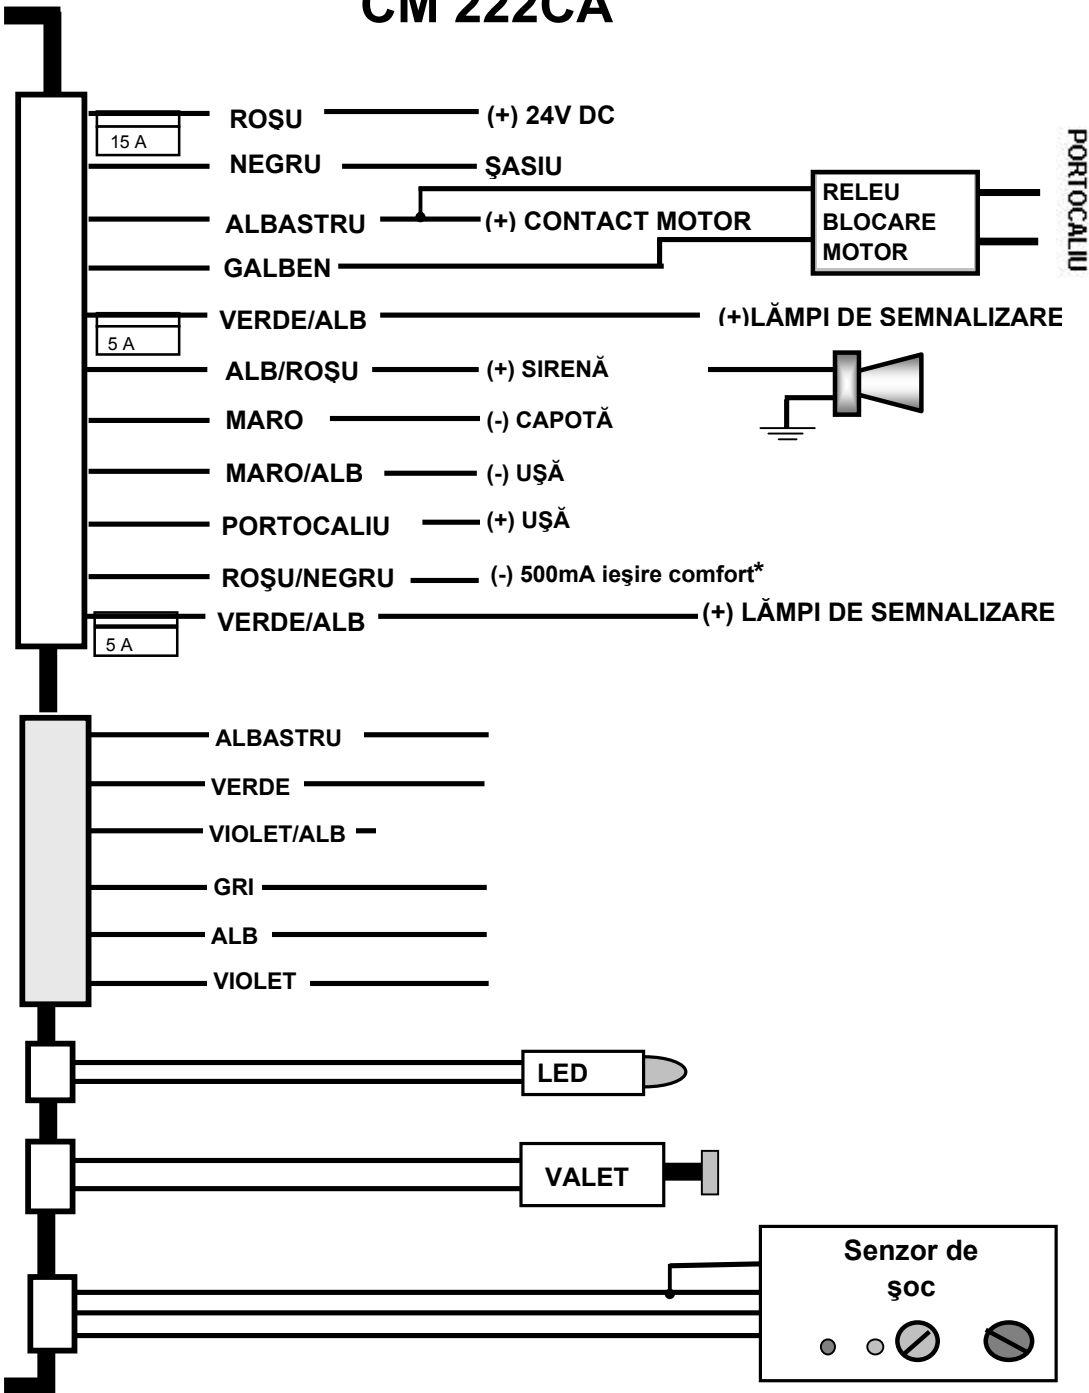 CM 222CA
ROŞU (+) 24V DC
15 A
NEGRU ŞASIU
PORTOCALIU
RELEU
BLOCARE
MOTOR
ALBASTRU (+) CONTACT MOTOR
GALBEN
VERDE/ALB (+)LĂMPI DE SEMNALIZARE
5 A
ALB/ROŞU (+) SIRENĂ
MARO (-) CAPOTĂ
MARO/ALB (-) UŞĂ
PORTOCALIU (+) UŞĂ
ROŞU/NEGRU (-) 500mA ieşire comfort*
VERDE/ALB (+) LĂMPI DE SEMNALIZARE
5 A
ALBASTRU
VERDE
VIOLET/ALB
GRI
ALB
VIOLET
LED
VALET
Senzor de
şoc